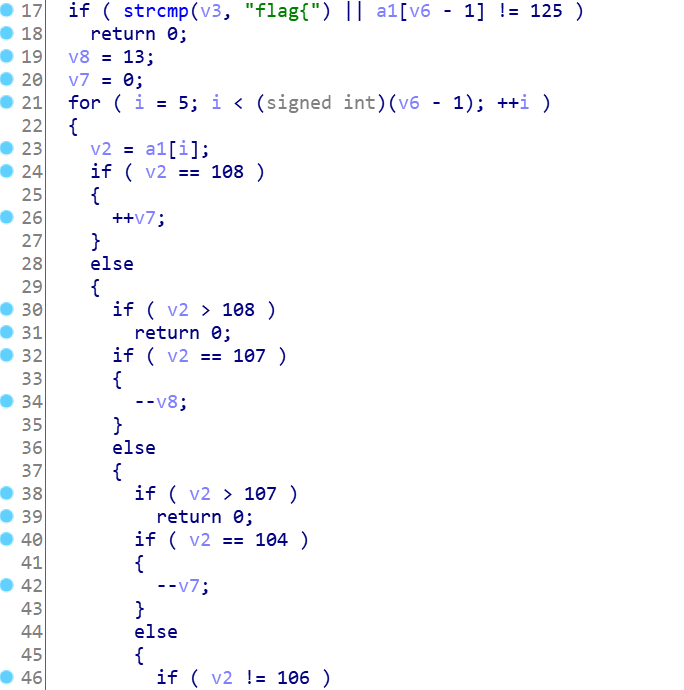 17 if ( strcmp(v3, "flag{") || a1[v6 - 1] != 125 )
18 return 0;
19 v8 = 13;
20 v7 = 0;
21 for ( i = 5; i < (signed int)(v6 - 1); ++i )
22 {
23 v2 = a1[i];
24 if ( v2 == 108 )
25 {
26 ++v7;
27 }
28 else
29 {
30 if ( v2 > 108 )
31 return 0;
32 if ( v2 == 107 )
33 {
34 --v8;
35 }
36 else
37 {
38 if ( v2 > 107 )
39 return 0;
40 if ( v2 == 104 )
41 {
42 --v7;
43 }
44 else
45 {
46 if ( v2 != 106 )